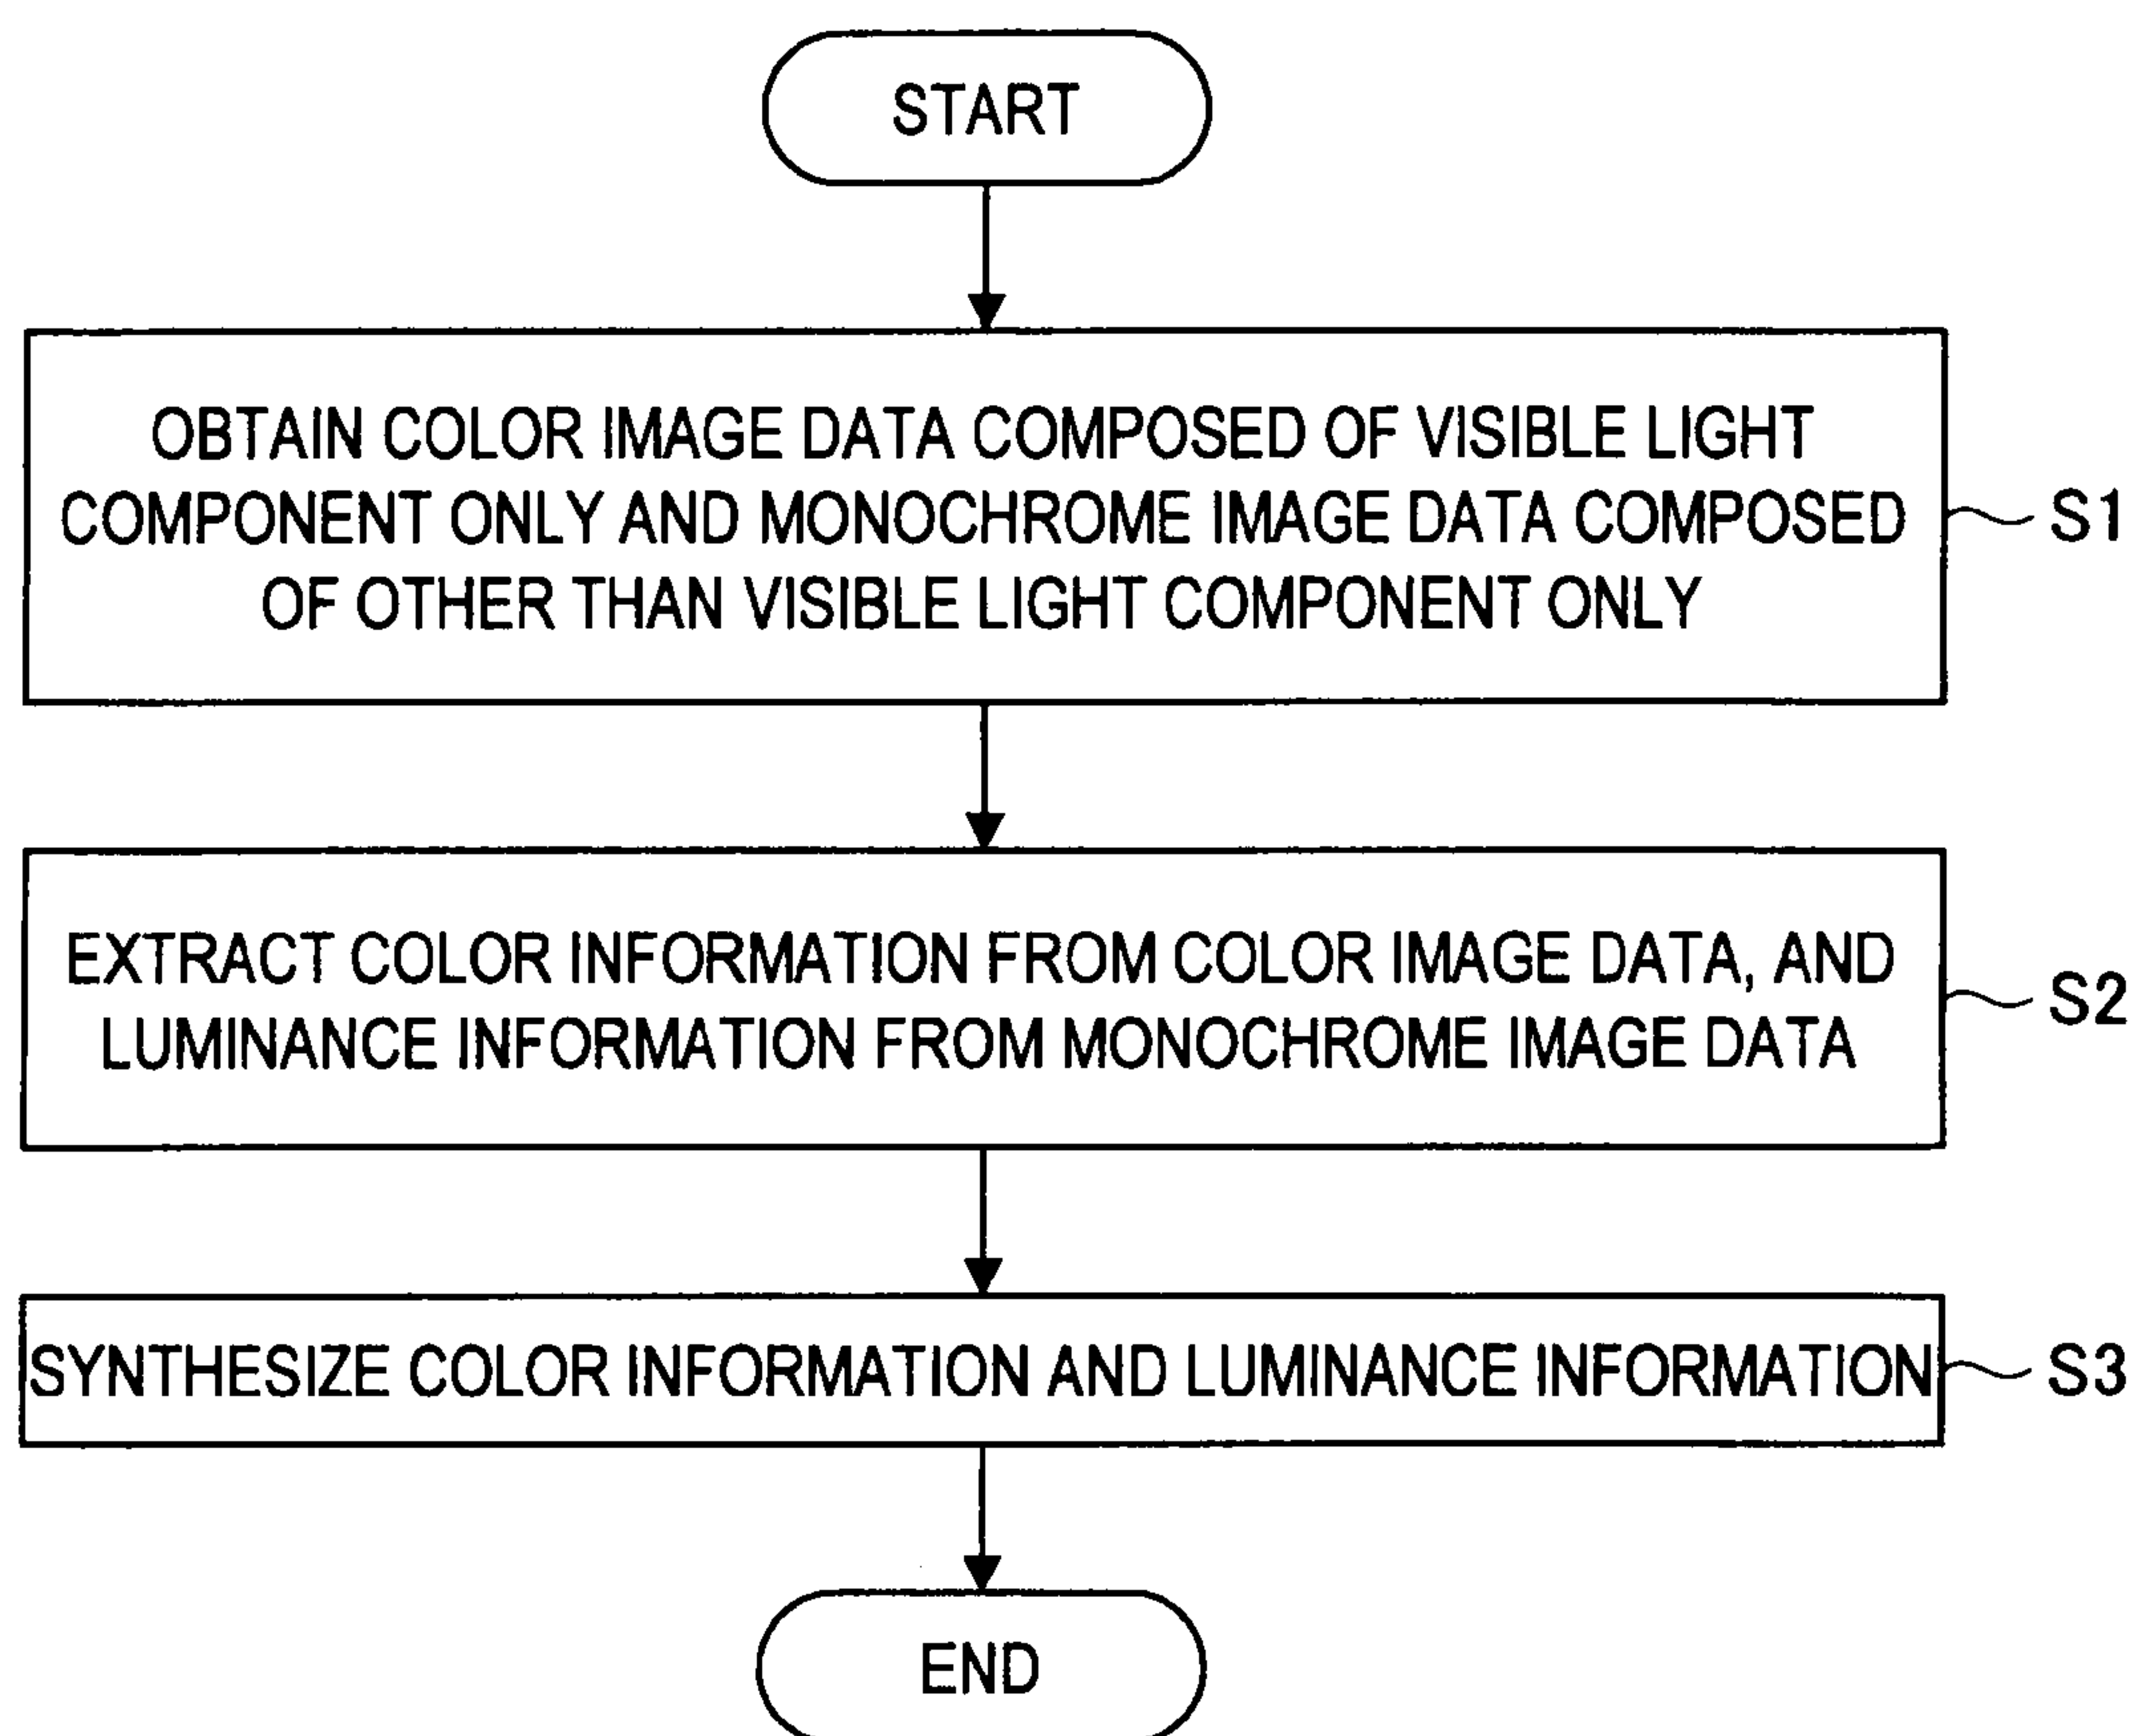 START
OBTAIN COLOR IMAGE DATA COMPOSED OF VISIBLE LIGHT
COMPONENT ONLY AND MONOCHROME IMAGE DATA COMPOSED
OF OTHER THAN VISIBLE LIGHT COMPONENT ONLY
S1
EXTRACT COLOR INFORMATION FROM COLOR IMAGE DATA, AND
LUMINANCE INFORMATION FROM MONOCHROME IMAGE DATA
S2
SYNTHESIZE COLOR INFORMATION AND LUMINANCE INFORMATION
S3
END